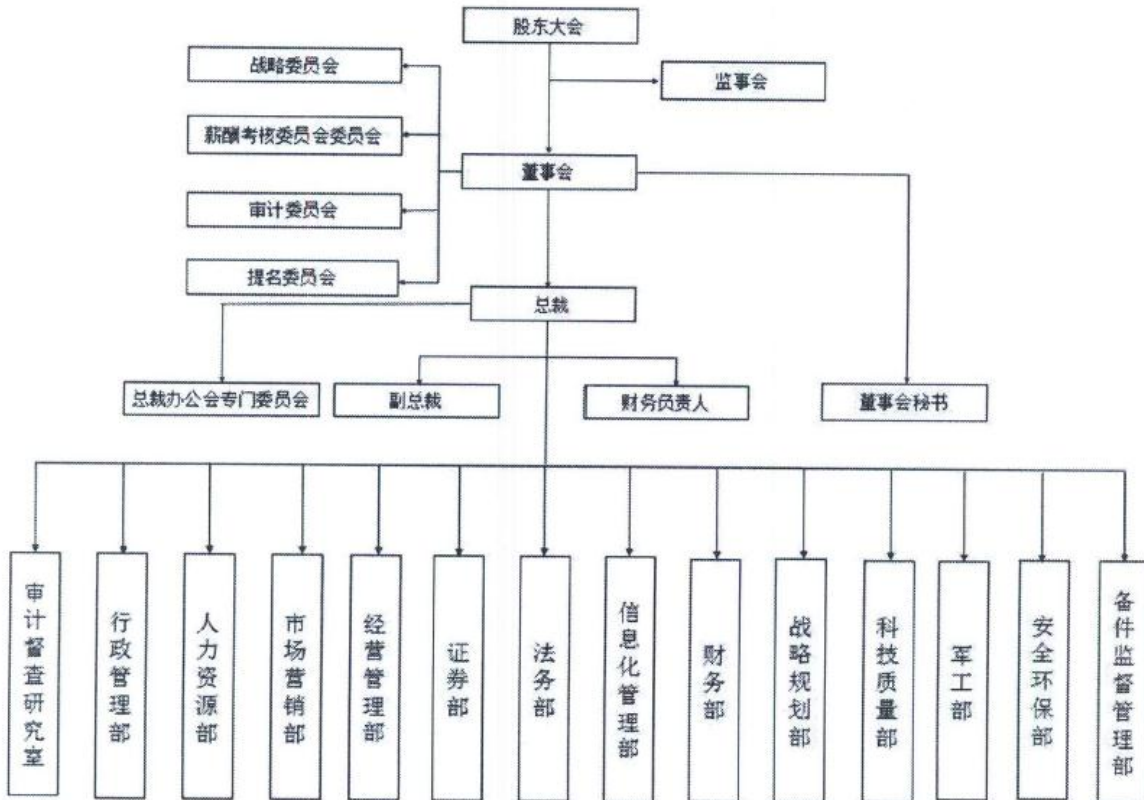 股东大会
战略委员会
监事会
薪酬考核委员会委员会
董事会
审计委员会
提名委员会
总裁
总裁办公会专门委员会
副总裁
财务负责人
董事会秘书
审计督查研究室
行政管理部
人力资源部
市场营销部
经营管理部
证券部
法务部
信息化管理部
财务部
战略规划部
科技质量部
军工部
安全环保部
备件监督管理部